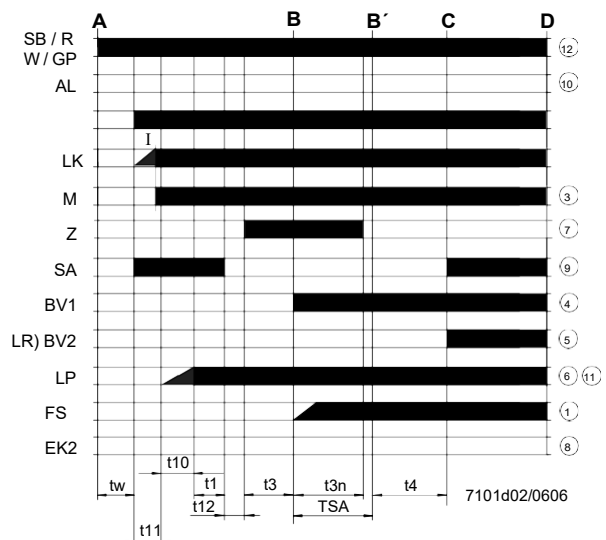 A B B´ C D
SB / R 12
W / GP
AL 10
I
LK
M 3
Z 7
SA 9
BV1 4
LR) BV2 5
LP 6 11
FS 1
EK2 8
t10
tw t1 t3 t3n t4 7101d02/0606
t11 t12 TSA